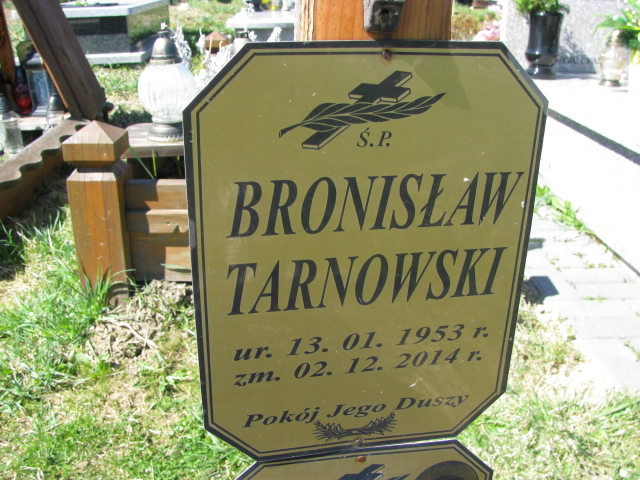 Ś.P.
BRONISŁAW
TARNOWSKI
ur. 13. 01. 1953 r.
zm. 02. 12. 2014 r.
Pokój Jego Duszy